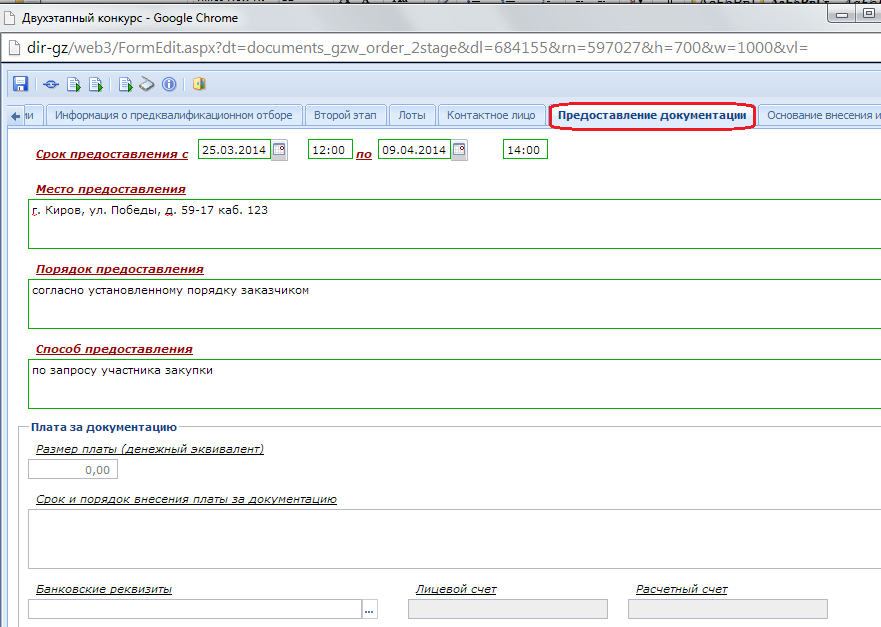 Двухэтапный конкурс - Google Chrome
dir-gz/web3/FormEdit.aspx?dt=documents_gzw_order_2stage&dl=684155&rn=597027&h=700&w=1000&vl=
ии Информация о предквалификационном отборе Второй этап Лоты Контактное лицо Предоставление документации Основание внесения и
Срок предоставления с 25.03.2014 12:00 по 09.04.2014 14:00
Место предоставления
г. Киров, ул. Победы, д. 59-17 каб. 123
Порядок предоставления
согласно установленному порядку заказчиком
Способ предоставления
по запросу участника закупки
Плата за документацию
Размер платы (денежный эквивалент)
0,00
Срок и порядок внесения платы за документацию
Банковские реквизиты Лицевой счет Расчетный счет
...